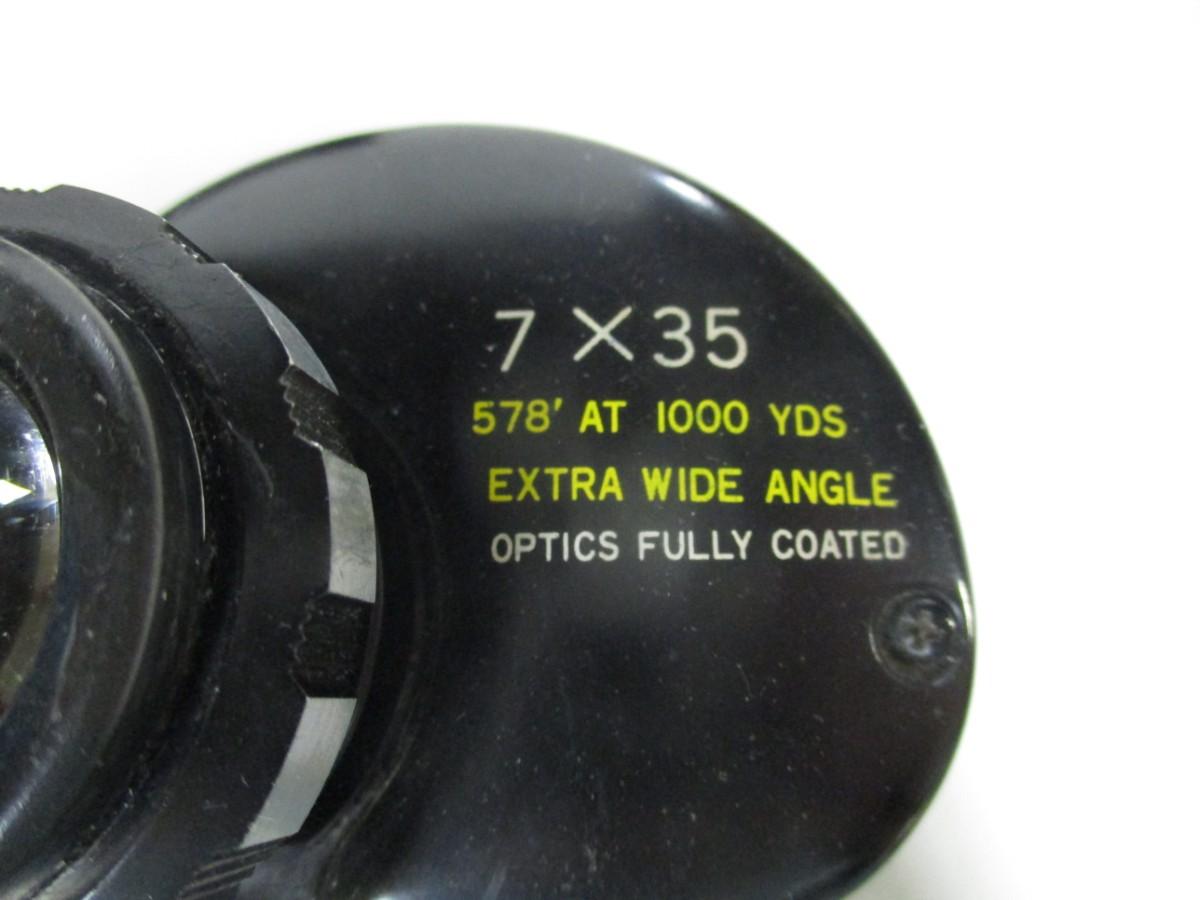 7 X 35
578' AT 1000 YDS
EXTRA WIDE ANGLE
OPTICS FULLY COATED